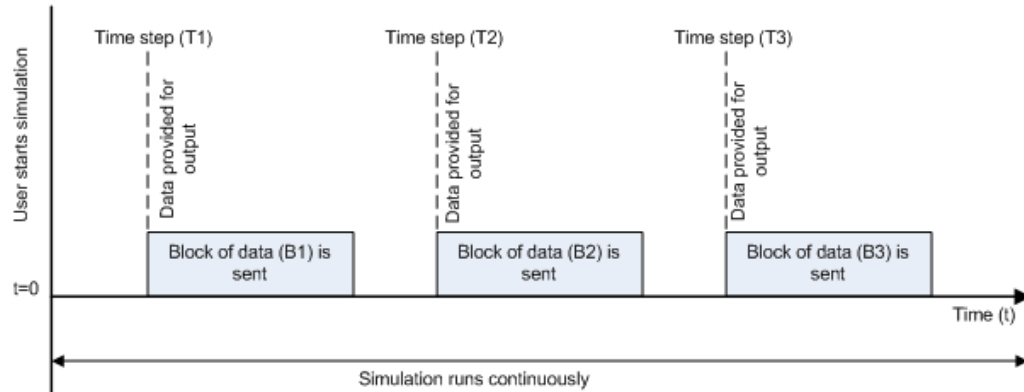 User starts simulation
Time step (T1)
Time step (T2)
Time step (T3)
Data provided for
output
Data provided for
output
Data provided for
output
Block of data (B1) is
sent
Block of data (B2) is
sent
Block of data (B3) is
sent
t=0
Time (t)
Simulation runs continuously